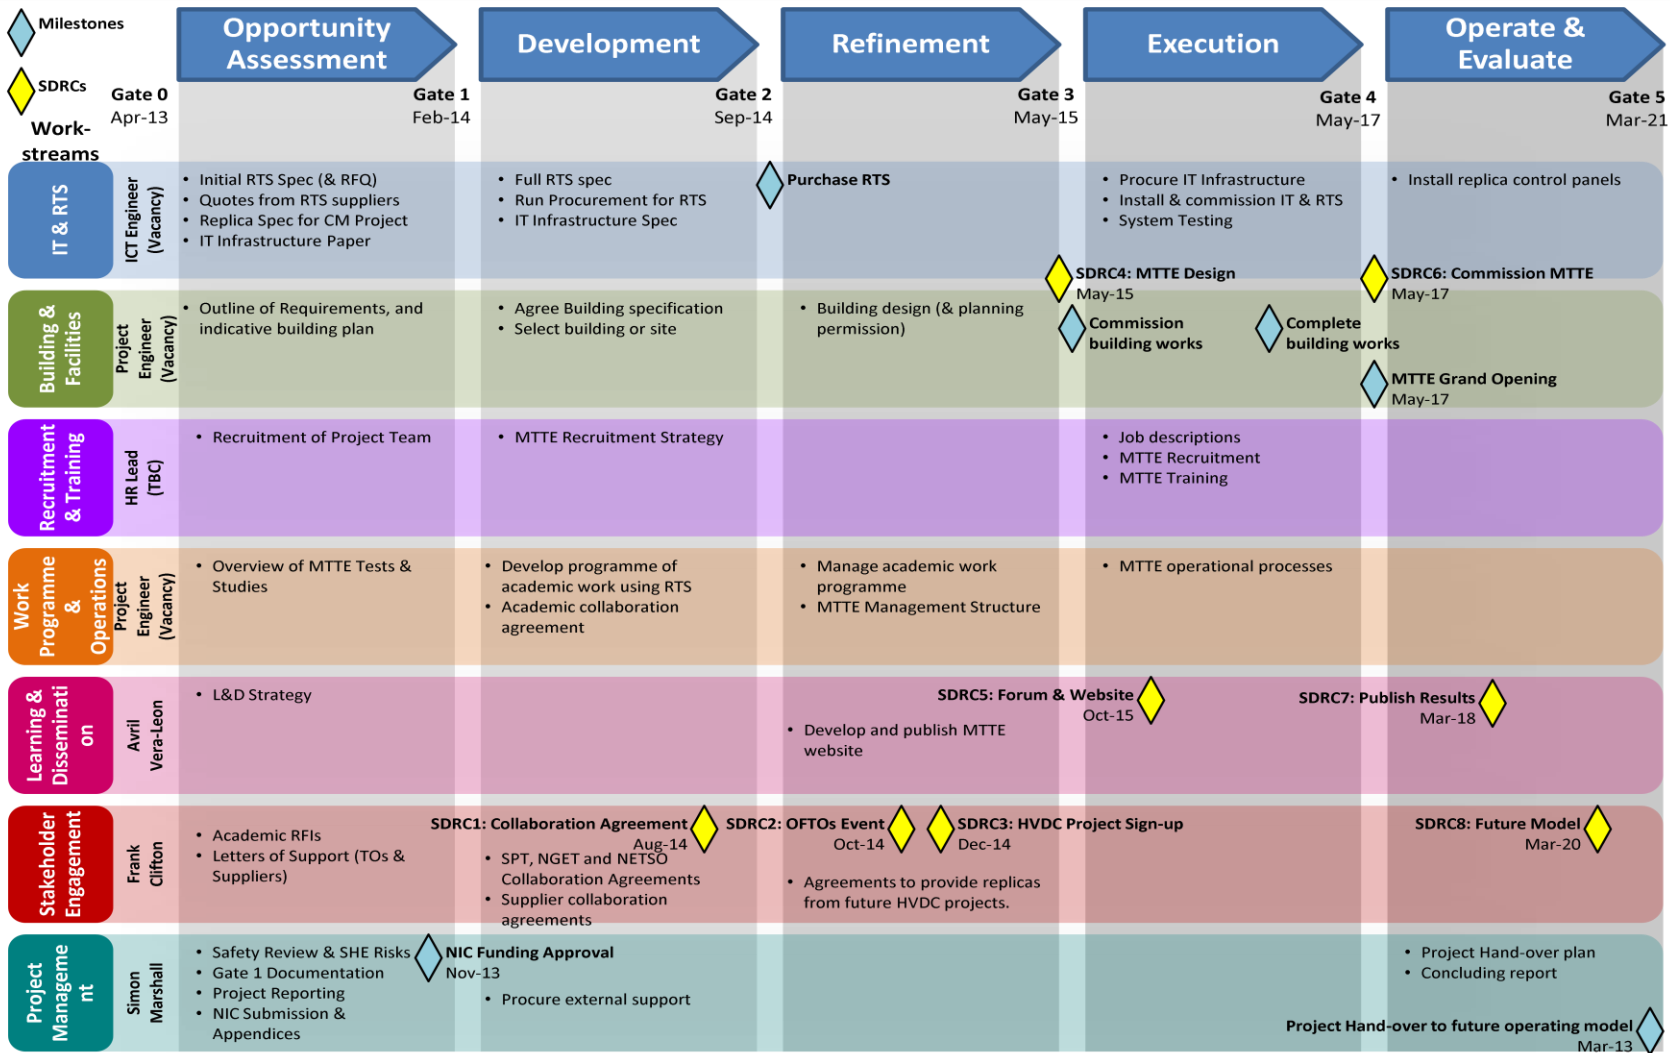 Milestones
SDRCs
Opportunity
Assessment
Development
Refinement
Execution
Operate &
Evaluate
Gate 0
Apr-13
Gate 1
Feb-14
Gate 2
Sep-14
Gate 3
May-15
Gate 4
May-17
Gate 5
Mar-21
Work-
streams
IT & RTS
ICT Engineer
(Vacancy)
• Initial RTS Spec (& RFQ)
• Quotes from RTS suppliers
• Replica Spec for CM Project
• IT Infrastructure Paper
• Full RTS spec
• Run Procurement for RTS
• IT Infrastructure Spec
Purchase RTS
• Procure IT Infrastructure
• Install & commission IT & RTS
• System Testing
• Install replica control panels
SDRC4: MTTE Design
May-15
SDRC6: Commission MTTE
May-17
Building &
Facilities
Project
Engineer
(Vacancy)
• Outline of Requirements, and
indicative building plan
• Agree Building specification
• Select building or site
• Building design (& planning
permission)
Commission
building works
Complete
building works
MTTE Grand Opening
May-17
Recruitment
& Training
HR Lead
(TBC)
• Recruitment of Project Team
• MTTE Recruitment Strategy
• Job descriptions
• MTTE Recruitment
• MTTE Training
Work
Programme
&
Operations
Project
Engineer
(Vacancy)
• Overview of MTTE Tests &
Studies
• Develop programme of
academic work using RTS
• Academic collaboration
agreement
• Manage academic work
programme
• MTTE Management Structure
• MTTE operational processes
Learning &
Disseminati
on
Avril
Vera-Leon
• L&D Strategy
SDRC5: Forum & Website
Oct-15
• Develop and publish MTTE
website
SDRC7: Publish Results
Mar-18
Stakeholder
Engagement
Frank
Clifton
• Academic RFIs
• Letters of Support (TOs &
Suppliers)
SDRC1: Collaboration Agreement
Aug-14
• SPT, NGET and NETSO
Collaboration Agreements
• Supplier collaboration
agreements
SDRC2: OFTOs Event
Oct-14
SDRC3: HVDC Project Sign-up
Dec-14
• Agreements to provide replicas
from future HVDC projects.
SDRC8: Future Model
Mar-20
Project
Manageme
nt
Simon
Marshall
• Safety Review & SHE Risks
• Gate 1 Documentation
• Project Reporting
• NIC Submission &
Appendices
NIC Funding Approval
Nov-13
• Procure external support
• Project Hand-over plan
• Concluding report
Project Hand-over to future operating model
Mar-13